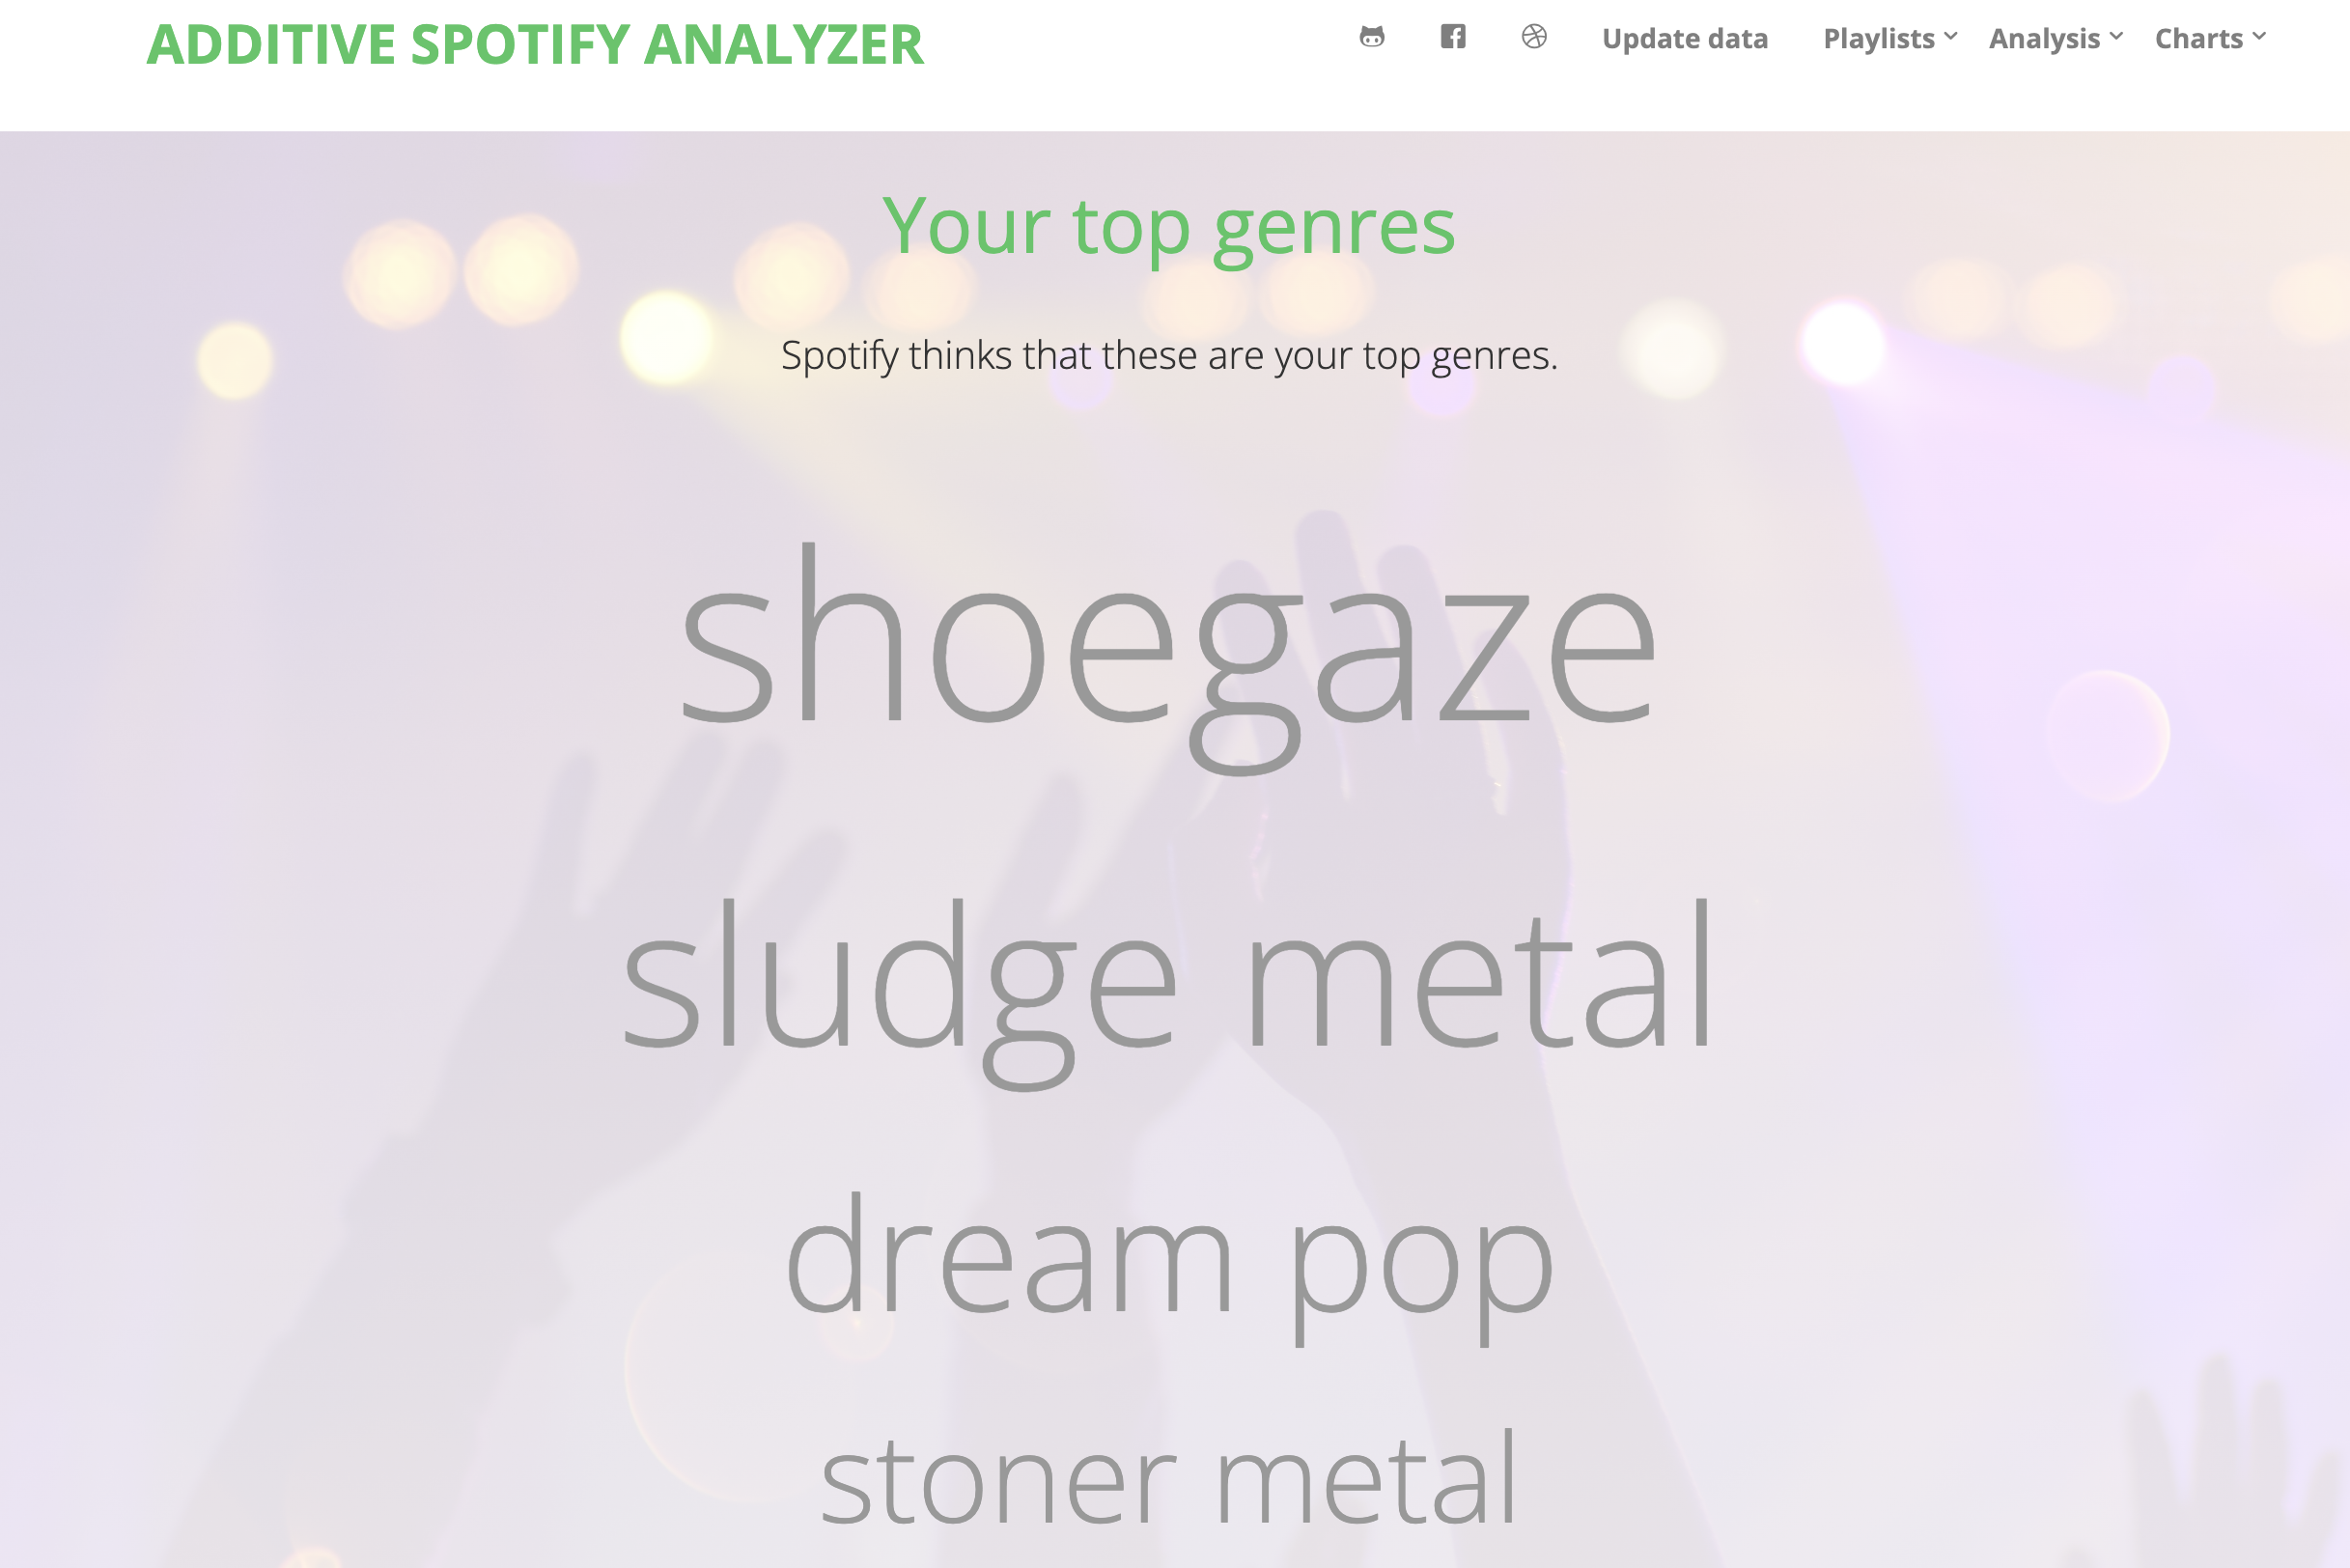 ADDITIVE SPOTIFY ANALYZER
Update data
Playlists
Analysis
Charts
Your top genres
Spotify thinks that these are your top genres.
shoegaze
sludge metal
dream pop
stoner metal